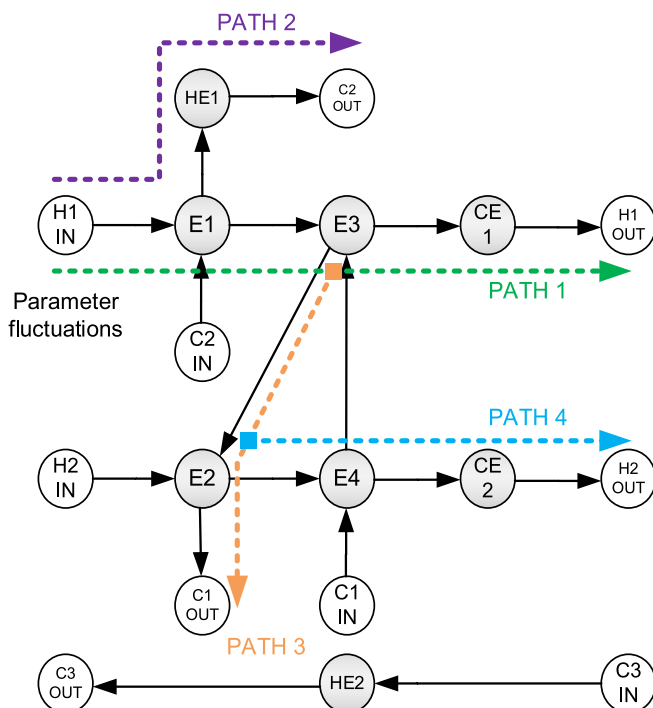 PATH 2
HE1
C2
OUT
H1
IN
E1
E3
CE
1
H1
OUT
PATH 1
Parameter
fluctuations
C2
IN
PATH 4
H2
IN
E2
E4
CE
2
H2
OUT
C1
OUT
C1
IN
PATH 3
C3
OUT
HE2
C3
IN